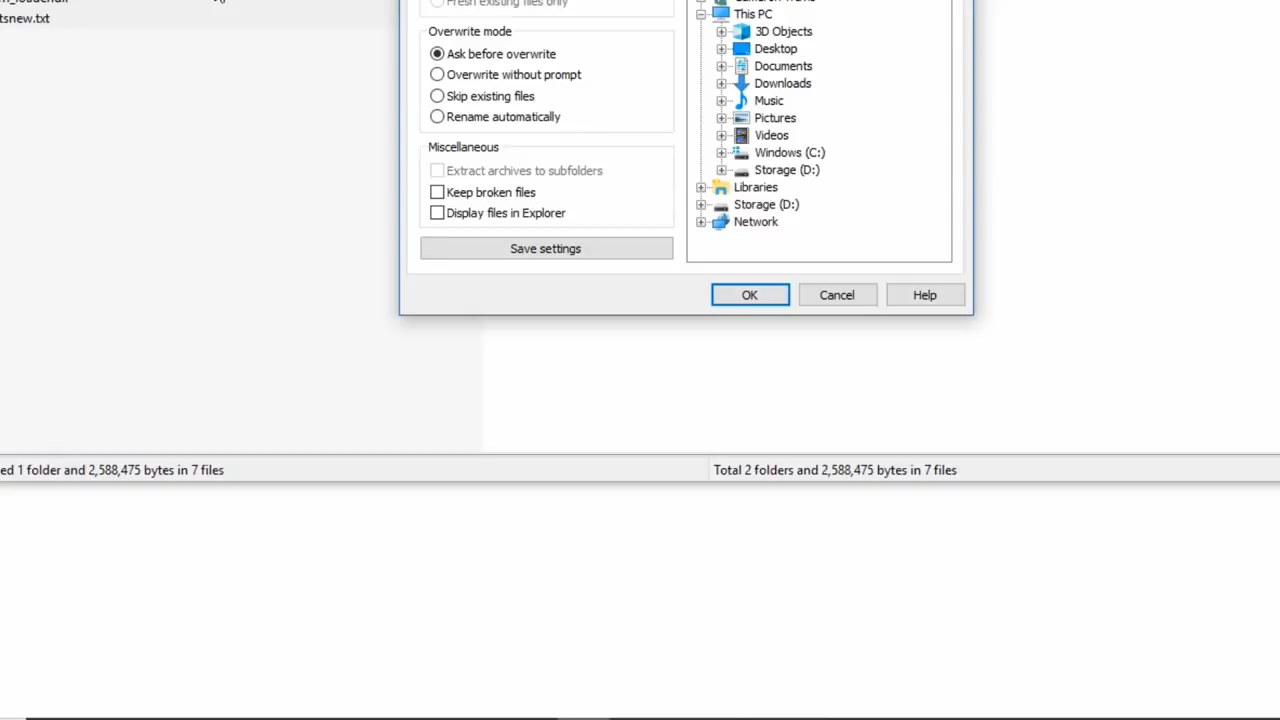 tsnew.txt
Fresh existing files only
Overwrite mode
Ask before overwrite
Overwrite without prompt
Skip existing files
Rename automatically
Miscellaneous
Extract archives to subfolders
Keep broken files
Display files in Explorer
Save settings
This PC
3D Objects
Desktop
Documents
Downloads
Music
Pictures
Videos
Windows (C:)
Storage (D:)
Libraries
Storage (D:)
Network
OK
Cancel
Help
ed 1 folder and 2,588,475 bytes in 7 files
Total 2 folders and 2,588,475 bytes in 7 files